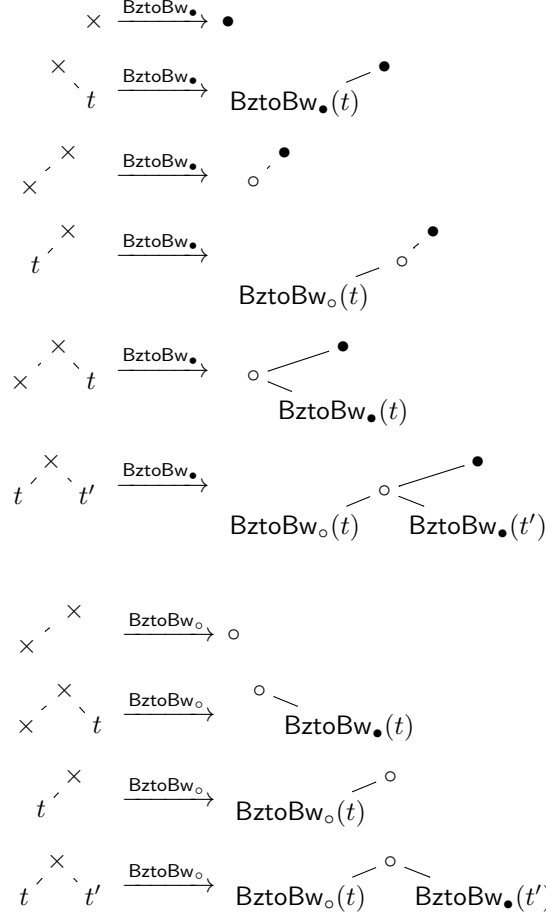 × BztoBw• •
×
t BztoBw• BztoBw•(t) •
× × BztoBw• ○ •
×
t BztoBw• BztoBw○(t) ○ •
×
× t BztoBw• ○ •
BztoBw•(t)
×
t t′ BztoBw• ○ •
BztoBw○(t) BztoBw•(t′)
× × BztoBw○ ○
×
× t BztoBw○ ○
BztoBw•(t)
×
t BztoBw○ BztoBw○(t) ○
×
t t′ BztoBw○ ○
BztoBw○(t) BztoBw•(t′)